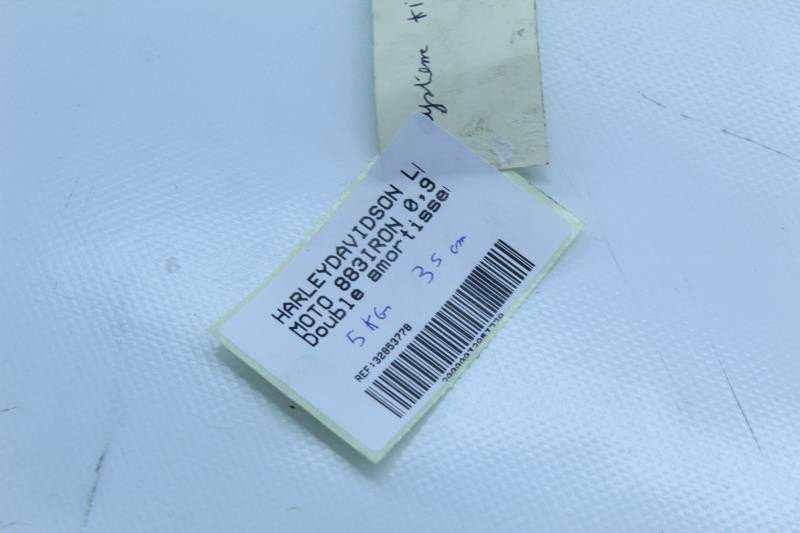 HARLEYDAVIDSON
MOTO 883IRON 0,9
Double amortisse
5 KG 35 cm
REF:32853778